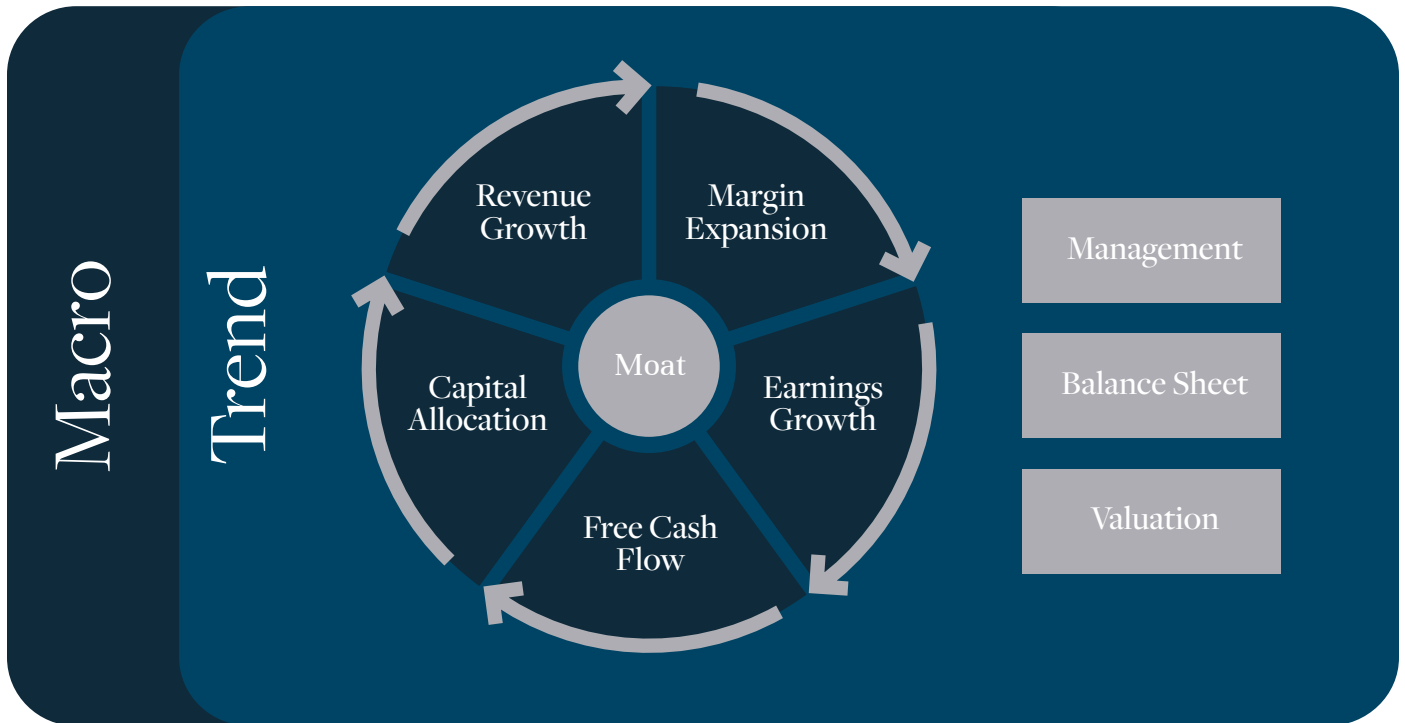 Macro
Trend
Revenue
Growth
Margin
Expansion
Earnings
Growth
Free Cash
Flow
Capital
Allocation
Moat
Management
Balance Sheet
Valuation